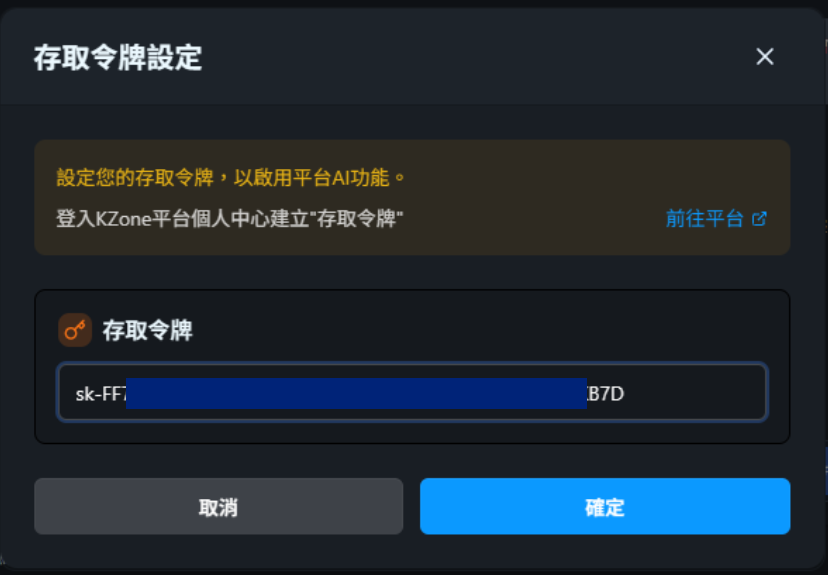 存取令牌設定
設定您的存取令牌，以啟用平台AI功能。
登入KZone平台個人中心建立"存取令牌"
前往平台
存取令牌
sk-FF7 B7D
取消
確定